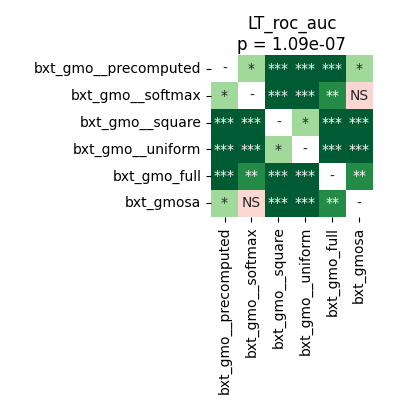 LT_roc_auc
p = 1.09e-07
bxt_gmo__precomputed - * *** *** *** *
bxt_gmo__softmax * - *** *** ** NS
bxt_gmo__square *** *** - * *** ***
bxt_gmo__uniform *** *** * - *** ***
bxt_gmo_full *** ** *** *** - **
bxt_gmosa * NS *** *** ** -
bxt_gmo__precomputed
bxt_gmo__softmax
bxt_gmo__square
bxt_gmo__uniform
bxt_gmo_full
bxt_gmosa